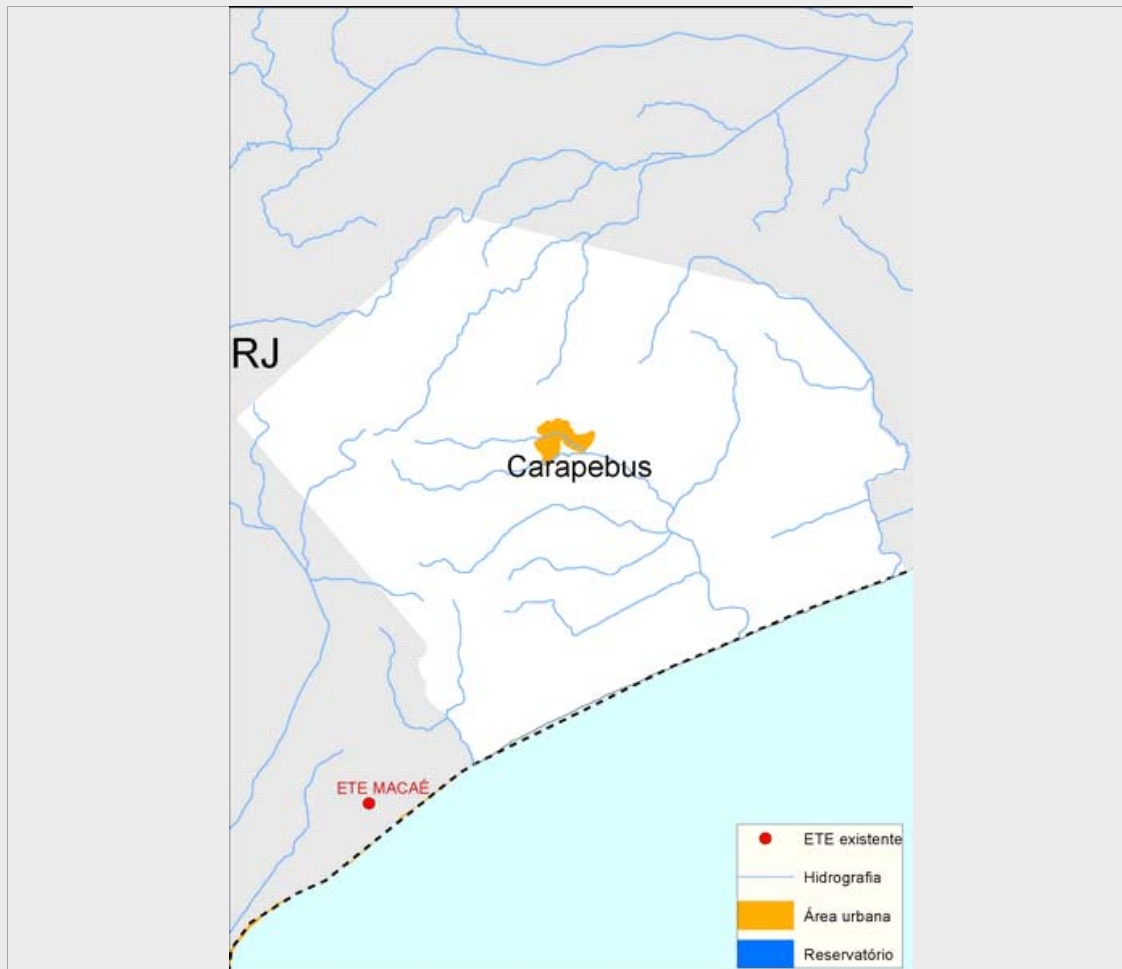 RJ
Carapebus
ETE MACAÉ
ETE existente
Hidrografia
Área urbana
Reservatório